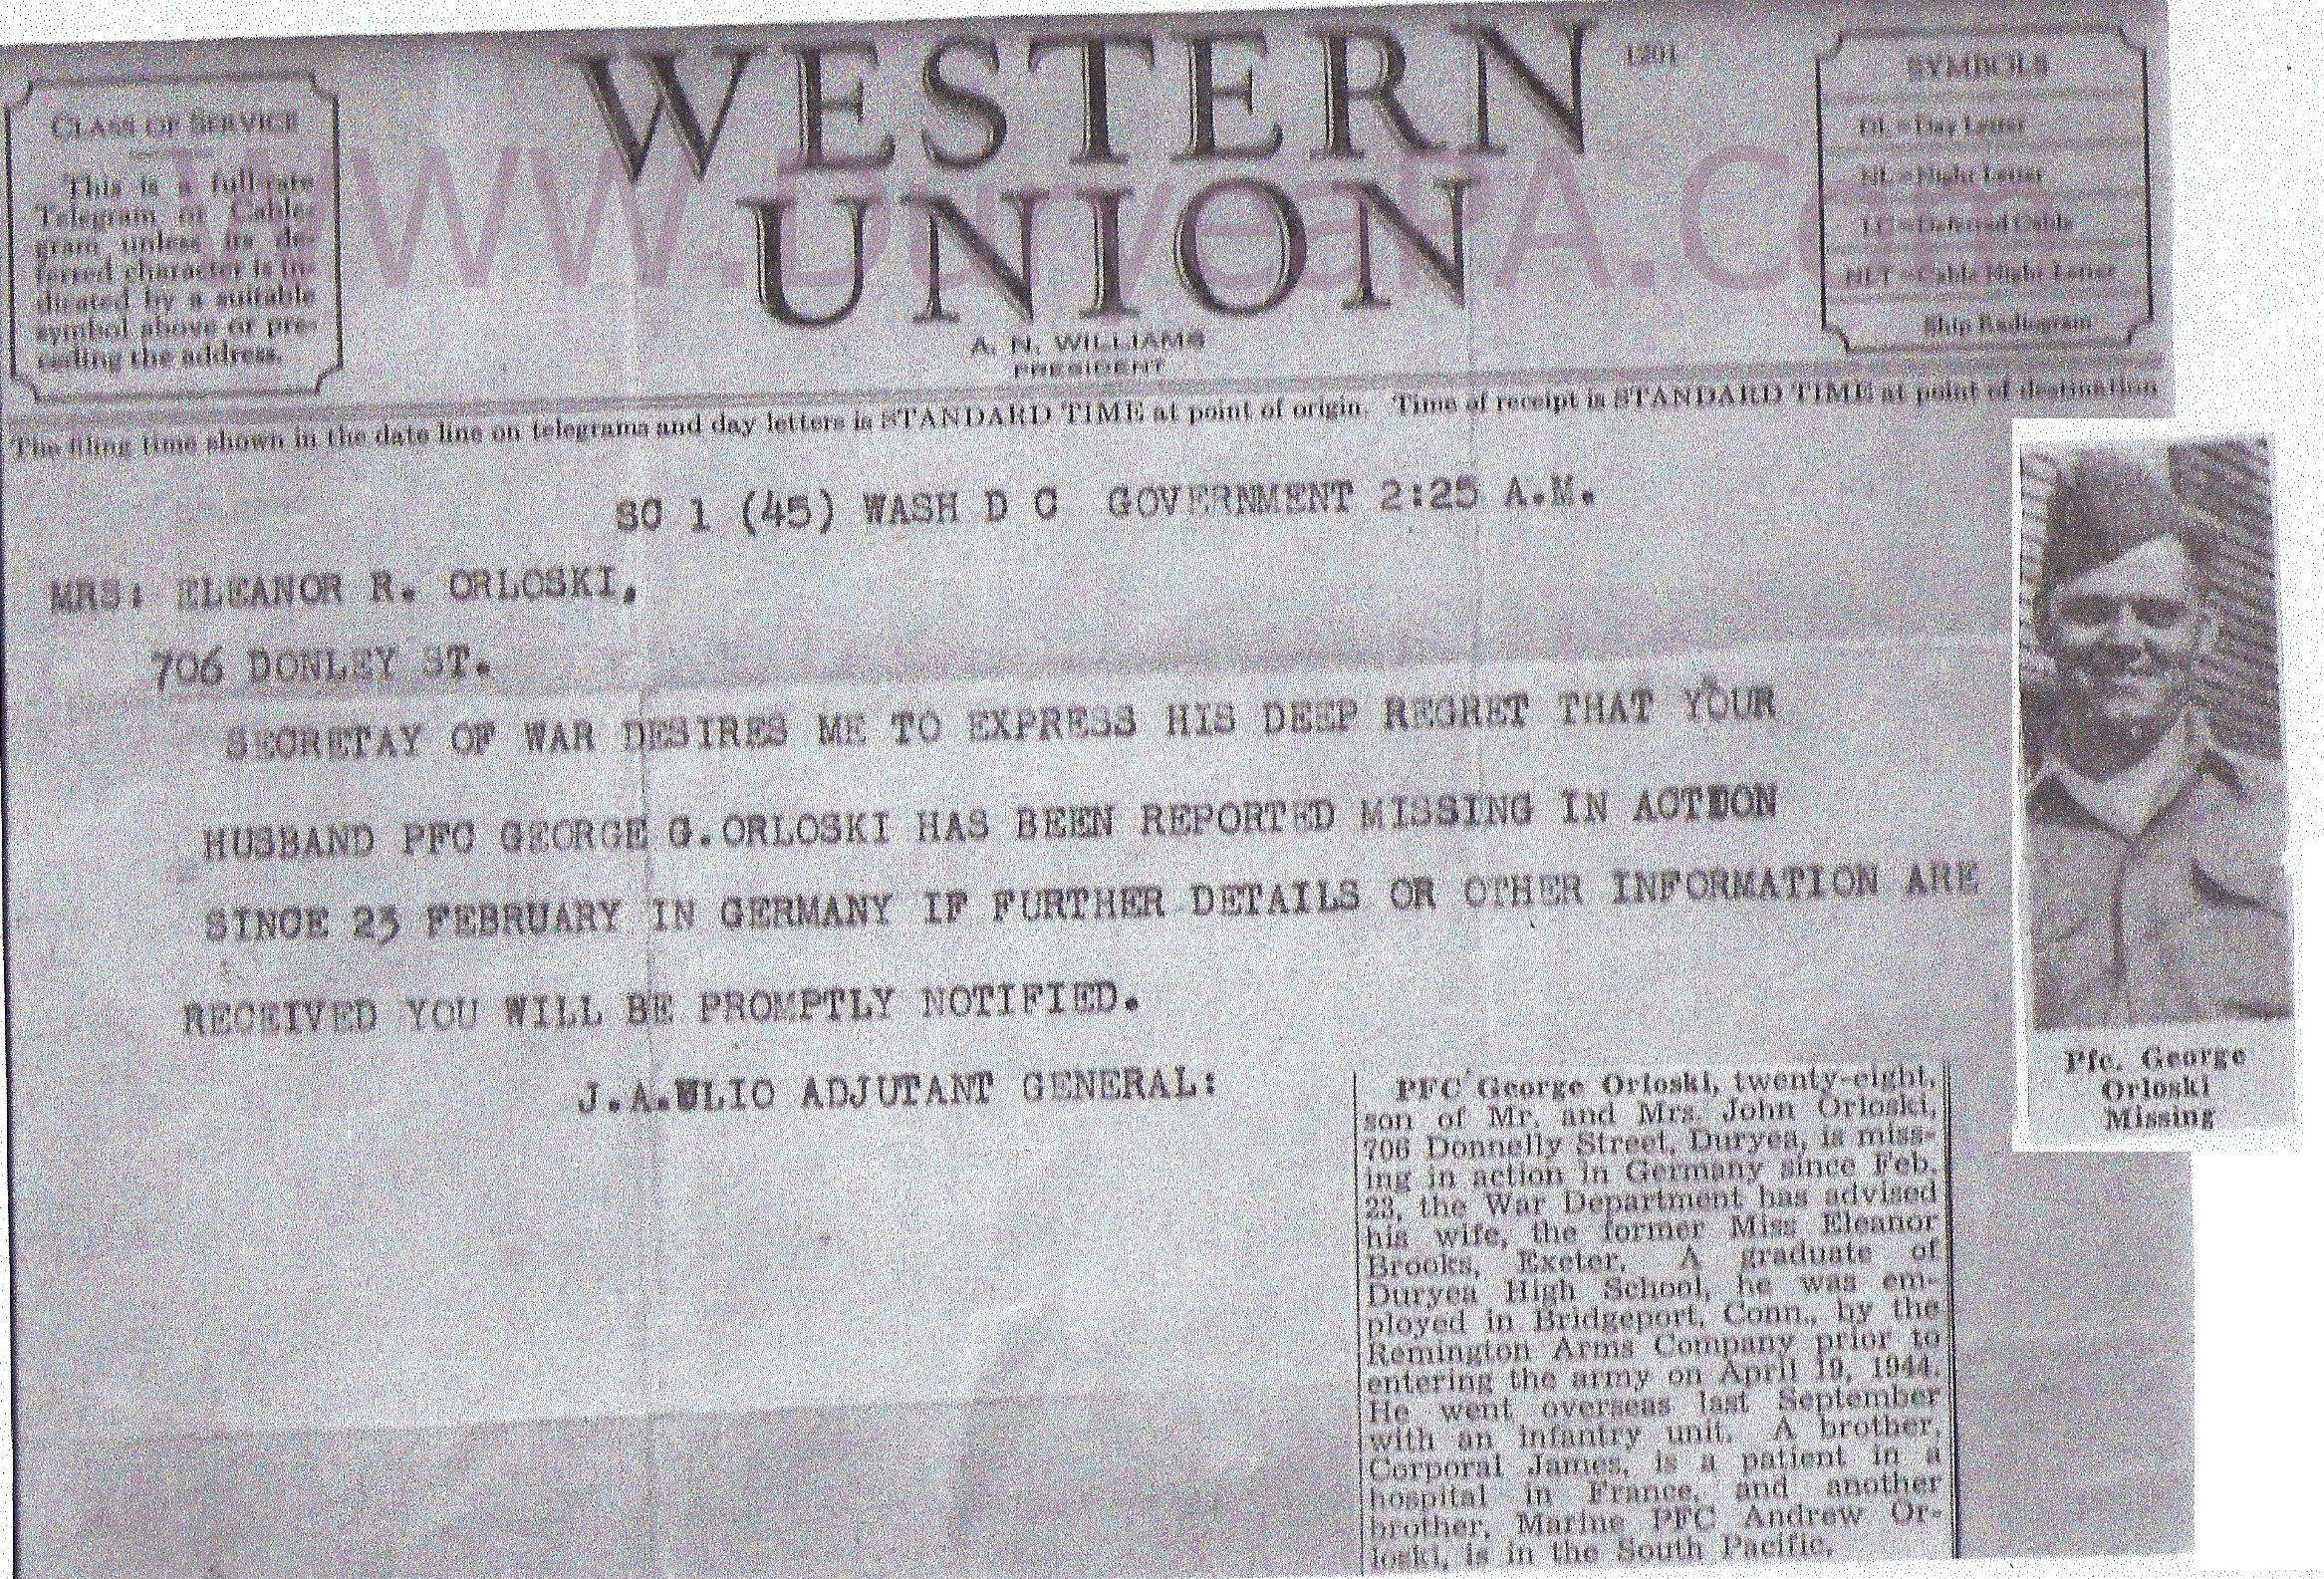 WESTERN
UNION
1201
A. N. WILLIAMS
PRESIDENT
CLASS OF SERVICE
This is a full-rate
Telegram or Cable-
gram unless its de-
ferred character is in-
dicated by a suitable
symbol above or pre-
ceding the address.
SYMBOLS
DL = Day Letter
NL = Night Letter
LC = Deferred Cable
NLT = Cable Night Letter
Ship Radiogram
www.DuryeaPA.Com
The filing time shown in the date line on telegrams and day letters is STANDARD TIME at point of origin. Time of receipt is STANDARD TIME at point of destination
SC 1 (45) WASH D C GOVERNMENT 2:25 A.M.
MRS: ELEANOR R. ORLOSKI,
706 DONLEY ST.
SECRETAY OF WAR DESIRES ME TO EXPRESS HIS DEEP REGRET THAT YOUR
HUSBAND PFC GEORGE G.ORLOSKI HAS BEEN REPORTED MISSING IN ACTION
SINCE 23 FEBRUARY IN GERMANY IF FURTHER DETAILS OR OTHER INFORMATION ARE
RECEIVED YOU WILL BE PROMPTLY NOTIFIED.
J.A.ULIO ADJUTANT GENERAL:
Pfc. George
Orloski
Missing
PFC George Orloski, twenty-eight,
son of Mr. and Mrs. John Orloski,
706 Donnelly Street, Duryea, is miss-
ing in action in Germany since Feb.
23, the War Department has advised
his wife, the former Miss Eleanor
Brooks, Exeter. A graduate of
Duryea High School, he was em-
ployed in Bridgeport, Conn., by the
Remington Arms Company prior to
entering the army on April 19, 1944.
He went overseas last September
with an infantry unit. A brother,
Corporal James, is a patient in a
hospital in France, and another
brother, Marine PFC Andrew Or-
loski, is in the South Pacific.